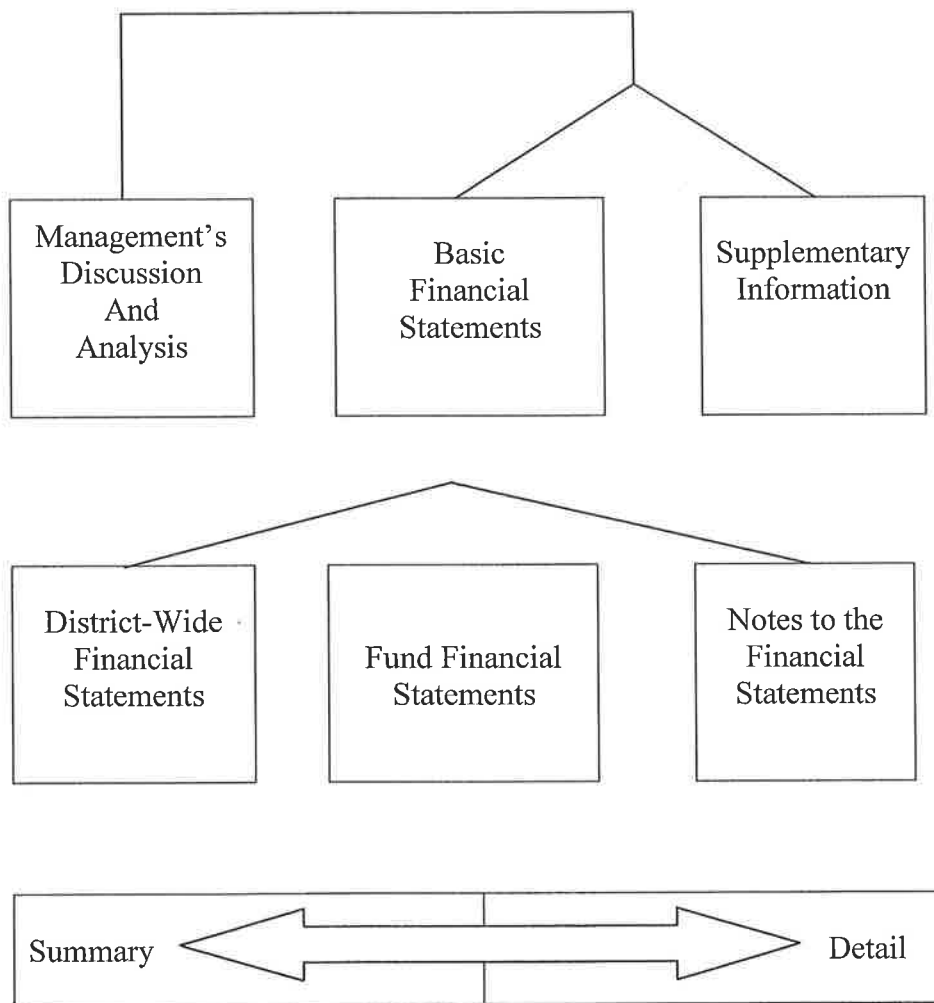 Management's
Discussion
And
Analysis
Basic
Financial
Statements
Supplementary
Information
District-Wide
Financial
Statements
Fund Financial
Statements
Notes to the
Financial
Statements
Summary
Detail